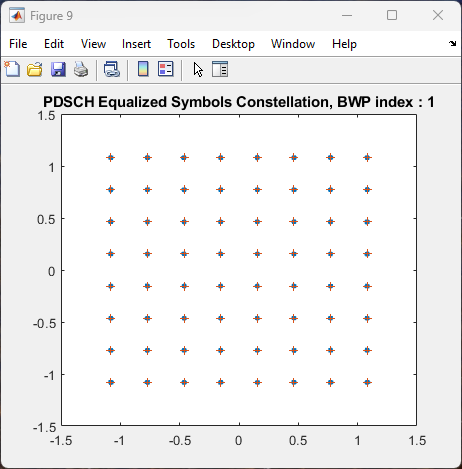 Figure 9
File Edit View Insert Tools Desktop Window Help
PDSCH Equalized Symbols Constellation, BWP index : 1
1.5
1
0.5
0
-0.5
-1
-1.5
-1.5 -1 -0.5 0 0.5 1 1.5